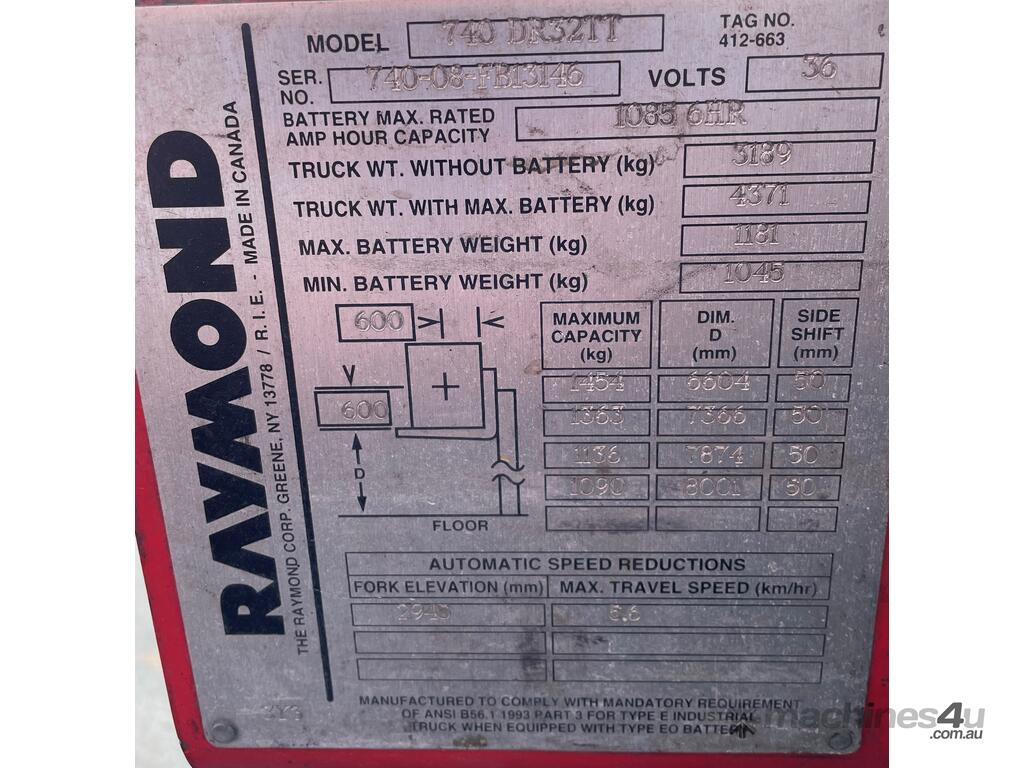 RAYMOND
THE RAYMOND CORP. GREENE, NY 13778 / R.I.E. - MADE IN CANADA
MODEL 740 DR32TT
TAG NO.
412-663
SER.
NO. 740-08-FB13146
VOLTS 36
BATTERY MAX. RATED
AMP HOUR CAPACITY 1085 6HR
TRUCK WT. WITHOUT BATTERY (kg) 3189
TRUCK WT. WITH MAX. BATTERY (kg) 4371
MAX. BATTERY WEIGHT (kg) 1181
MIN. BATTERY WEIGHT (kg) 1045
600
600
D
FLOOR
MAXIMUM CAPACITY (kg) DIM. D (mm) SIDE SHIFT (mm)
1454 6604 50
1363 7366 50
1136 7874 50
1090 8001 50
AUTOMATIC SPEED REDUCTIONS
FORK ELEVATION (mm) MAX. TRAVEL SPEED (km/hr)
MANUFACTURED TO COMPLY WITH MANDATORY REQUIREMENT
OF ANSI B56.1 1993 PART 3 FOR TYPE E INDUSTRIAL
TRUCK WHEN EQUIPPED WITH TYPE EO BATTERY
machines4u
.com.au